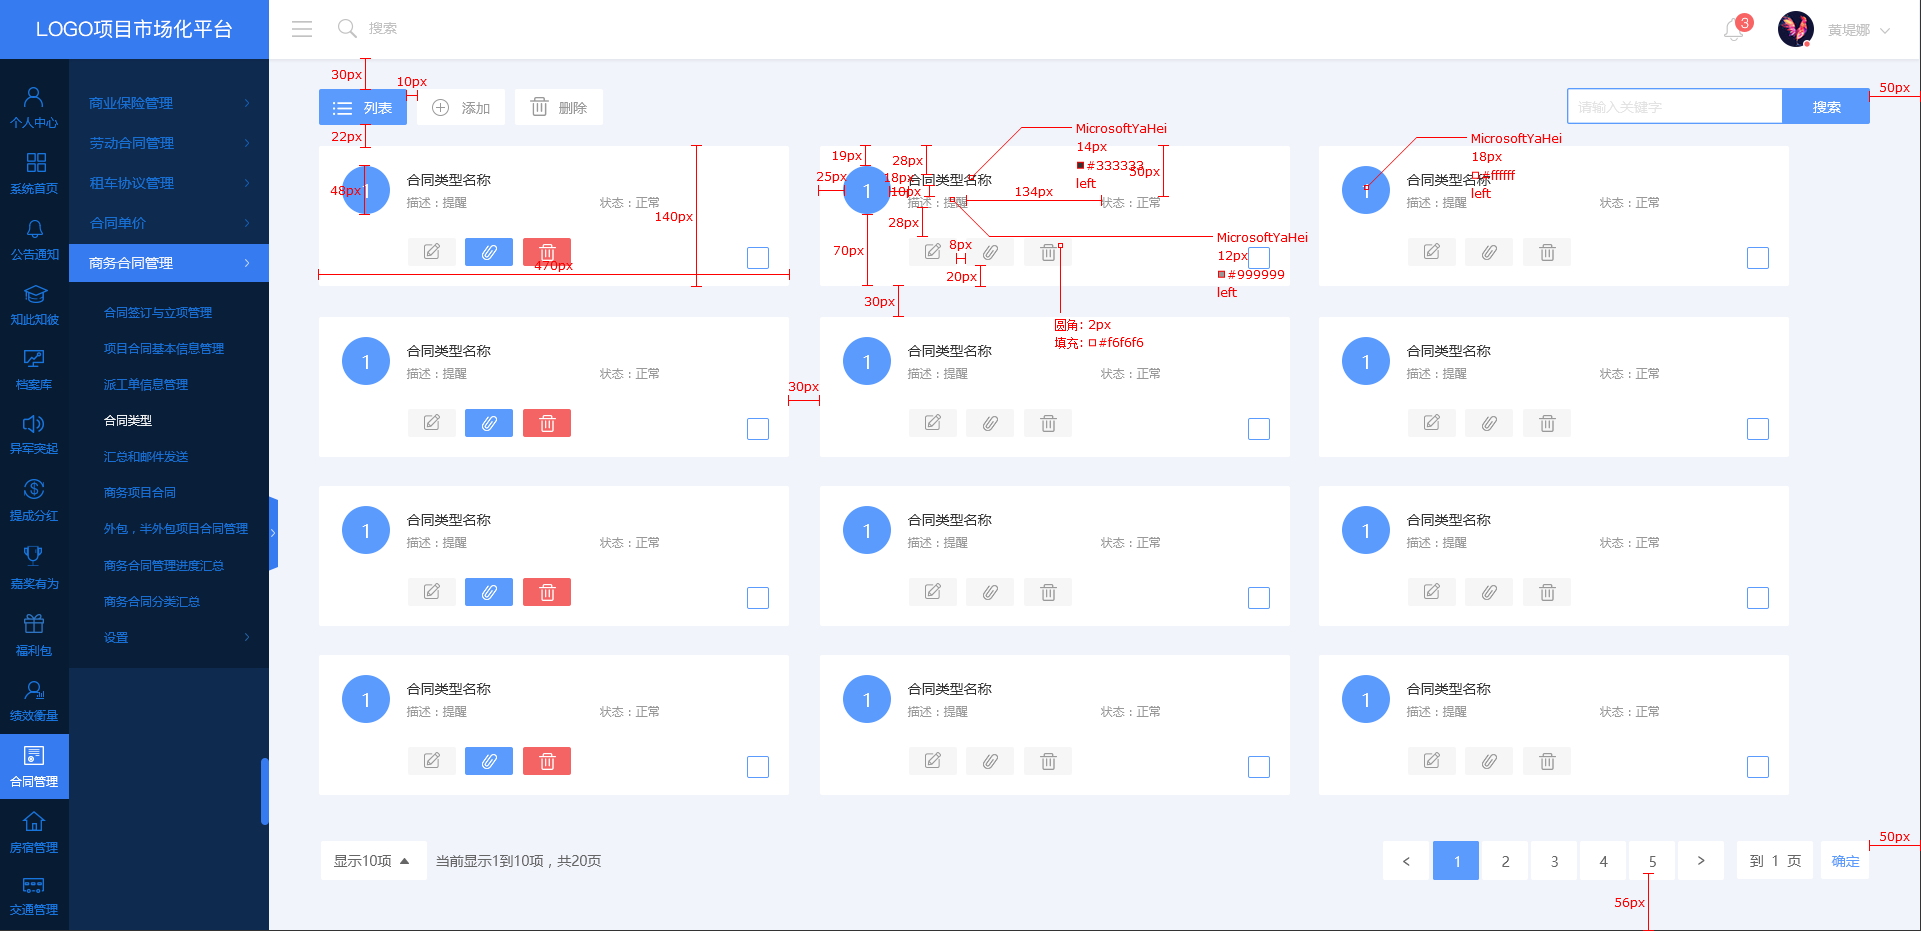 LOGO项目市场化平台
搜索
3
黄堤娜
个人中心
系统首页
公告通知
知此知彼
档案库
异军突起
提成分红
嘉奖有为
福利包
绩效衡量
合同管理
房宿管理
交通管理
商业保险管理
劳动合同管理
租车协议管理
合同单价
商务合同管理
合同签订与立项管理
项目合同基本信息管理
派工单信息管理
合同类型
汇总和邮件发送
商务项目合同
外包，半外包项目合同管理
商务合同管理进度汇总
商务合同分类汇总
设置
30px
10px
列表
添加
删除
请输入关键字
搜索
50px
22px
1
合同类型名称
描述：提醒
状态：正常
48px
140px
470px
19px
28px
25px
18px
10px
1
合同类型名称
描述：提醒
状态：正常
MicrosoftYaHei
14px
#333333
left
50px
134px
28px
70px
8px
20px
30px
MicrosoftYaHei
12px
#999999
left
圆角: 2px
填充: #f6f6f6
1
合同类型名称
描述：提醒
状态：正常
MicrosoftYaHei
18px
#ffffff
left
1
合同类型名称
描述：提醒
状态：正常
30px
1
合同类型名称
描述：提醒
状态：正常
1
合同类型名称
描述：提醒
状态：正常
1
合同类型名称
描述：提醒
状态：正常
1
合同类型名称
描述：提醒
状态：正常
1
合同类型名称
描述：提醒
状态：正常
1
合同类型名称
描述：提醒
状态：正常
1
合同类型名称
描述：提醒
状态：正常
1
合同类型名称
描述：提醒
状态：正常
显示10项
当前显示1到10项，共20页
< 1 2 3 4 5 >
到 1 页
确定
50px
56px